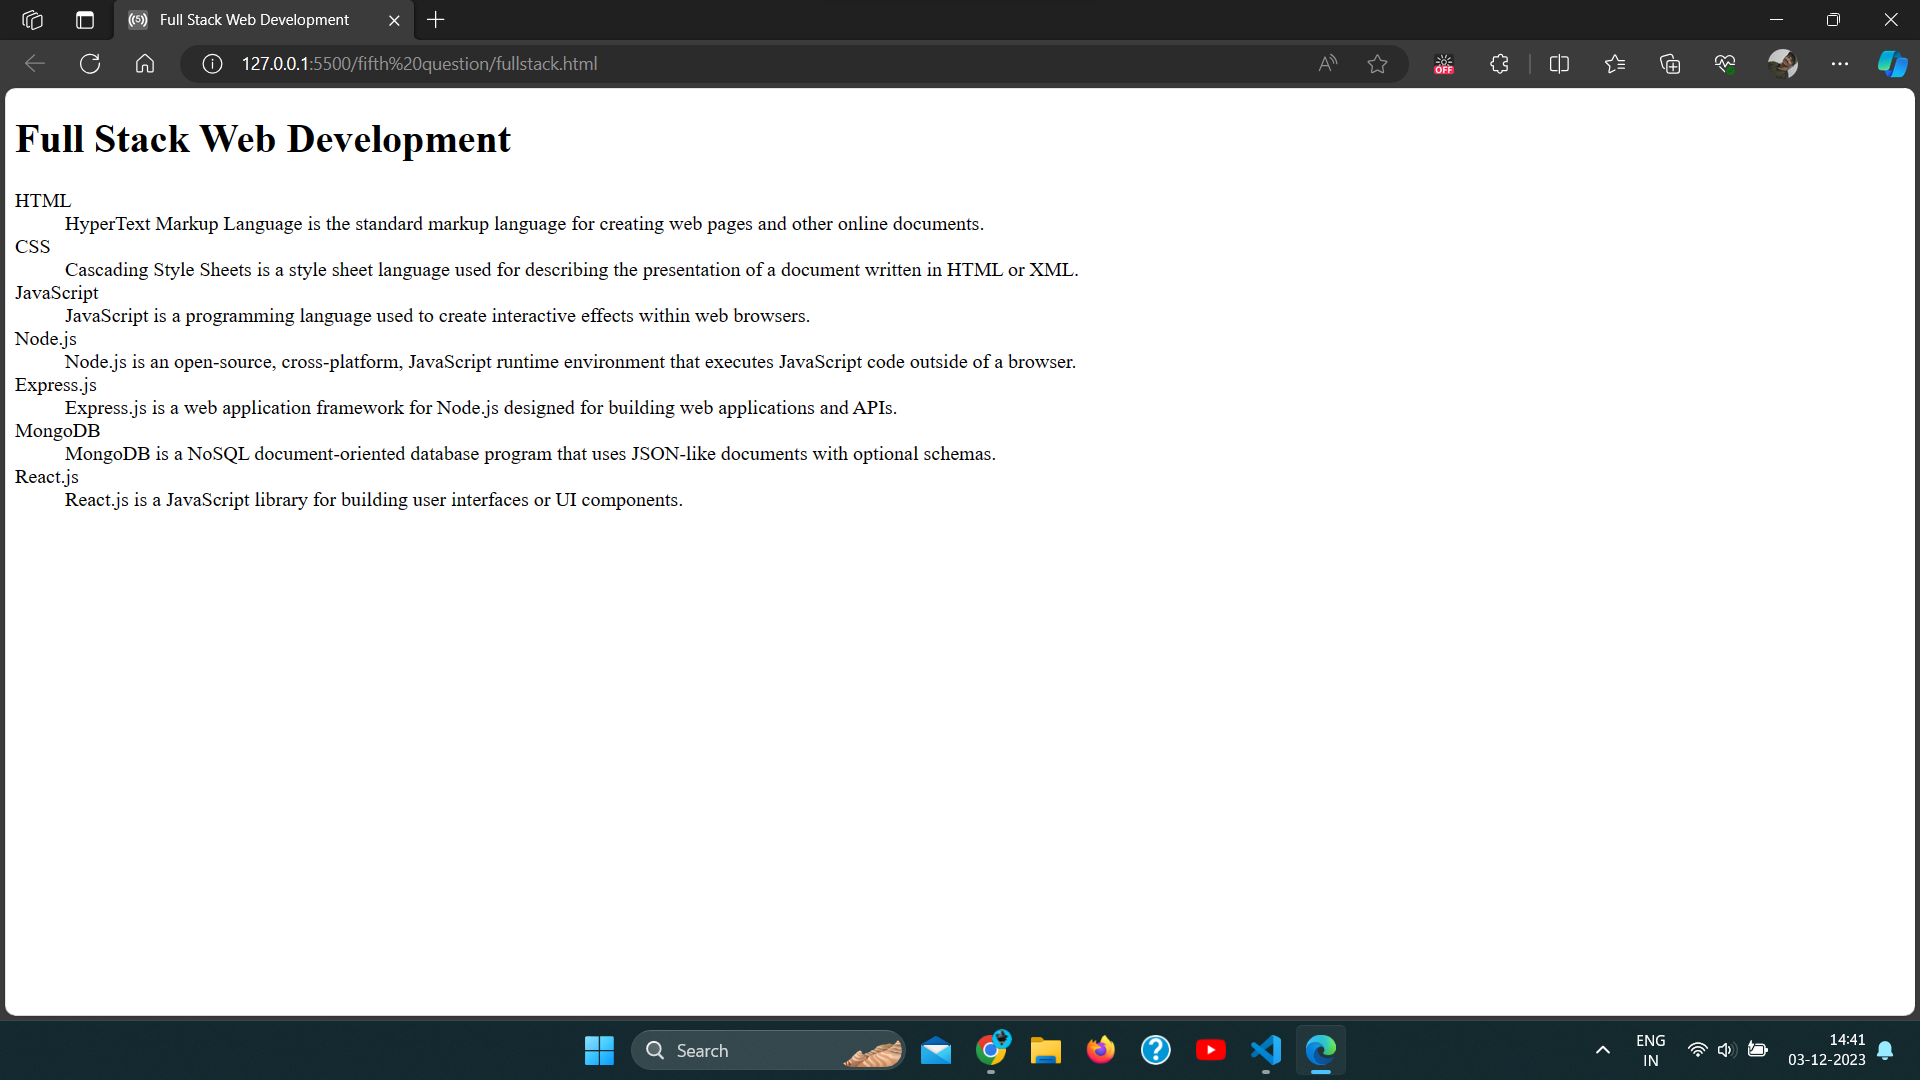 Full Stack Web Development
127.0.0.1:5500/fifth%20question/fullstack.html
OFF
Full Stack Web Development
HTML
HyperText Markup Language is the standard markup language for creating web pages and other online documents.
CSS
Cascading Style Sheets is a style sheet language used for describing the presentation of a document written in HTML or XML.
JavaScript
JavaScript is a programming language used to create interactive effects within web browsers.
Node.js
Node.js is an open-source, cross-platform, JavaScript runtime environment that executes JavaScript code outside of a browser.
Express.js
Express.js is a web application framework for Node.js designed for building web applications and APIs.
MongoDB
MongoDB is a NoSQL document-oriented database program that uses JSON-like documents with optional schemas.
React.js
React.js is a JavaScript library for building user interfaces or UI components.
Search
ENG
IN
14:41
03-12-2023